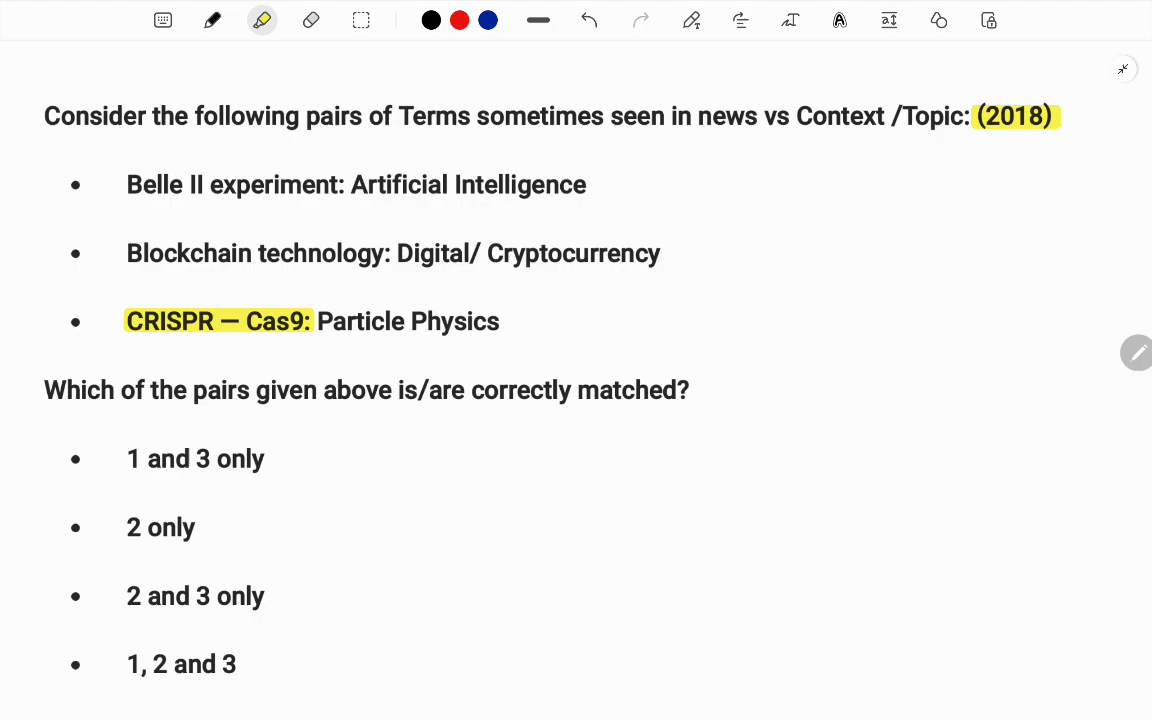 Consider the following pairs of Terms sometimes seen in news vs Context /Topic: (2018)
• Belle II experiment: Artificial Intelligence
• Blockchain technology: Digital/ Cryptocurrency
• CRISPR — Cas9: Particle Physics
Which of the pairs given above is/are correctly matched?
• 1 and 3 only
• 2 only
• 2 and 3 only
• 1, 2 and 3